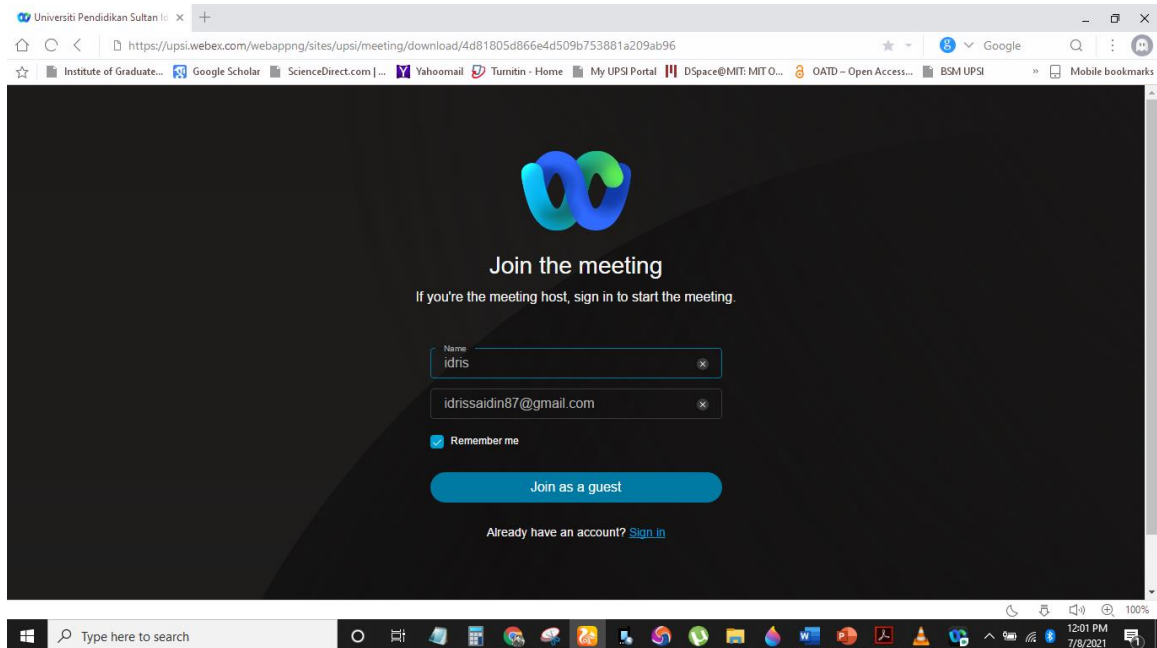 Universiti Pendidikan Sultan Id
https://upsi.webex.com/webappng/sites/upsi/meeting/download/4d81805d866e4d509b753881a209ab96
Google
Institute of Graduate... Google Scholar ScienceDirect.com | ... Yahoomail Turnitin - Home My UPSI Portal DSpace@MIT: MIT O... OATD – Open Access... BSM UPSI » Mobile bookmarks
Join the meeting
If you're the meeting host, sign in to start the meeting.
Name
idris
idrissaidin87@gmail.com
Remember me
Join as a guest
Already have an account? Sign in
100%
Type here to search
12:01 PM
7/8/2021